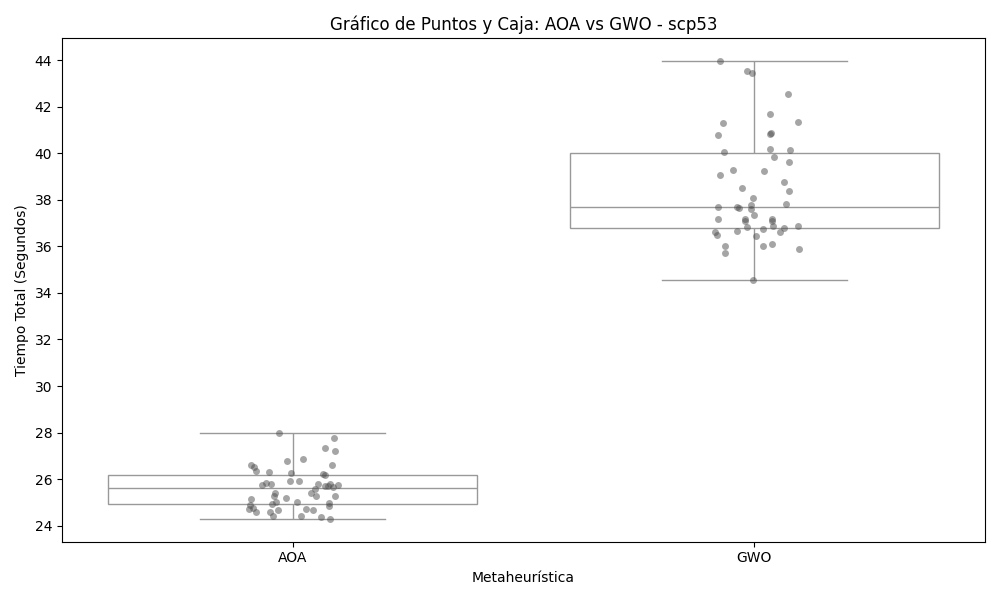 Gráfico de Puntos y Caja: AOA vs GWO - scp53
Tiempo Total (Segundos)
44
42
40
38
36
34
32
30
28
26
24
AOA
GWO
Metaheurística